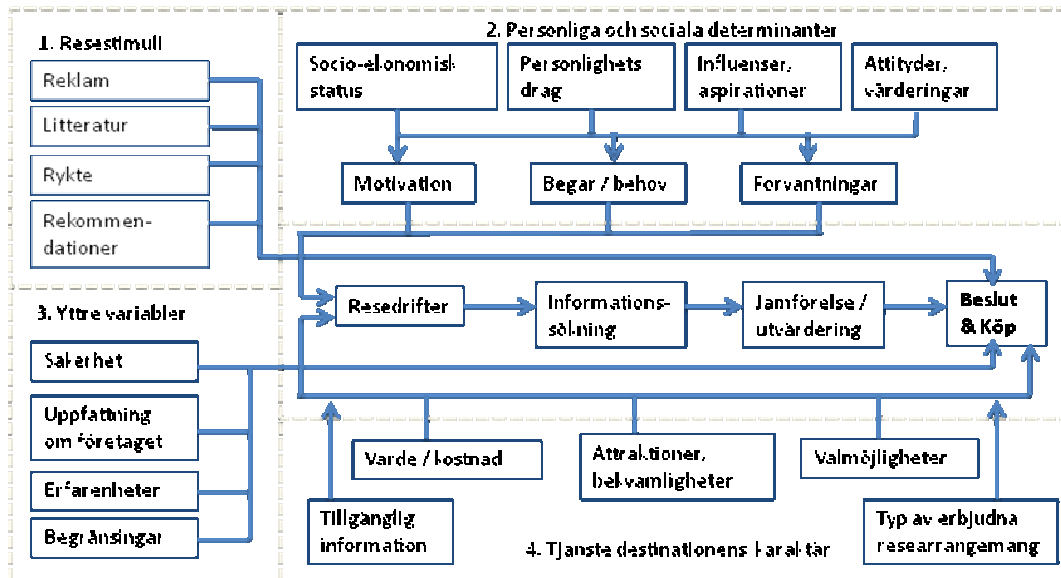 1. Resestimuli
Reklam
Litteratur
Rykte
Rekommen-
dationer
2. Personliga och sociala determinanter
Socio-ekonomisk
status
Personlighets
drag
Influenser,
aspirationer
Attityder,
värderingar
Motivation
Begär / behov
Förväntningar
Resedrifter
Informations-
sökning
Jämförelse /
utvärdering
Beslut
& Köp
3. Yttre variabler
Säkerhet
Uppfattning
om företaget
Erfarenheter
Begränsingar
Värde / kostnad
Attraktioner,
bekvämligheter
Valmöjligheter
Tillgänglig
information
Typ av erbjudna
researrangemang
4. Tjänste destinationens karaktär